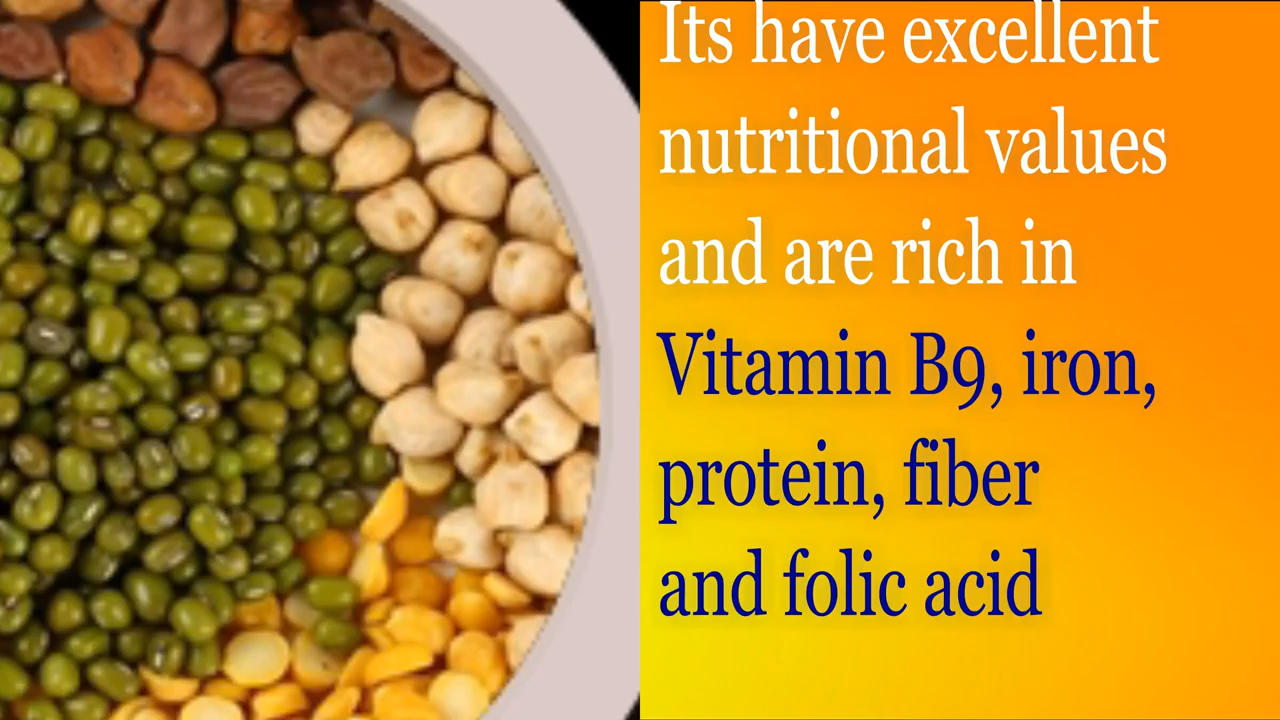 Its have excellent
nutritional values
and are rich in
Vitamin B9, iron,
protein, fiber
and folic acid